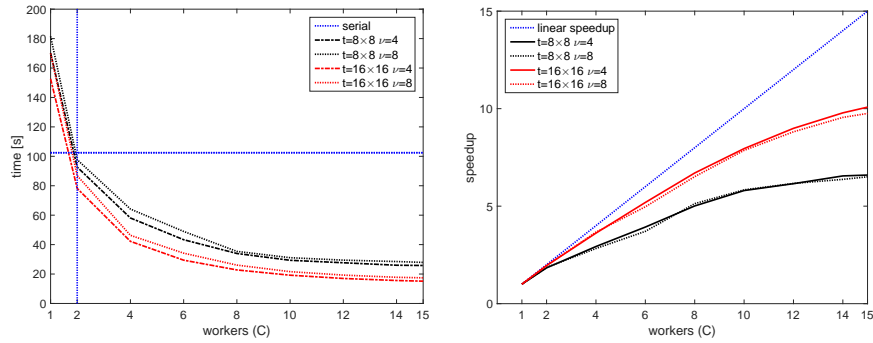 200
180
160
140
120
100
80
60
40
20
0
time [s]
1
2
4
6
8
10
12
14
15
workers (C)
serial
t=8×8 ν=4
t=8×8 ν=8
t=16×16 ν=4
t=16×16 ν=8
15
10
5
0
speedup
1
2
4
6
8
10
12
14
15
workers (C)
linear speedup
t=8×8 ν=4
t=8×8 ν=8
t=16×16 ν=4
t=16×16 ν=8